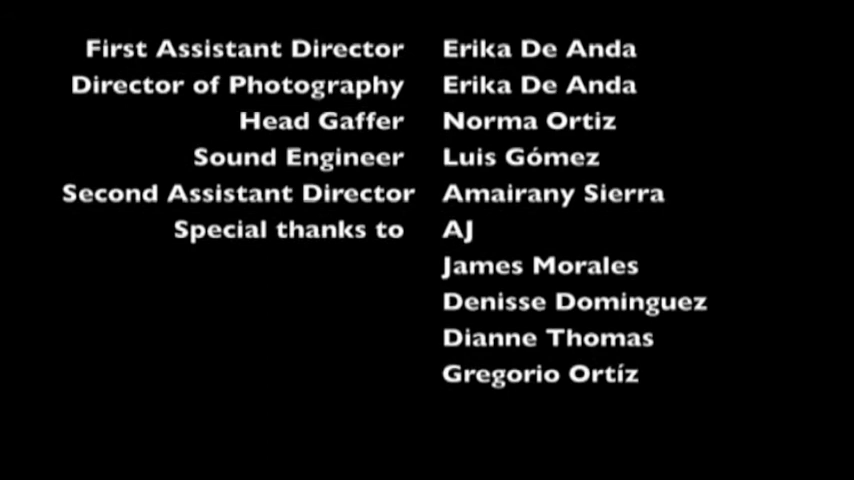 First Assistant Director Erika De Anda
Director of Photography Erika De Anda
Head Gaffer Norma Ortiz
Sound Engineer Luis Gómez
Second Assistant Director Amairany Sierra
Special thanks to AJ
James Morales
Denisse Dominguez
Dianne Thomas
Gregorio Ortíz